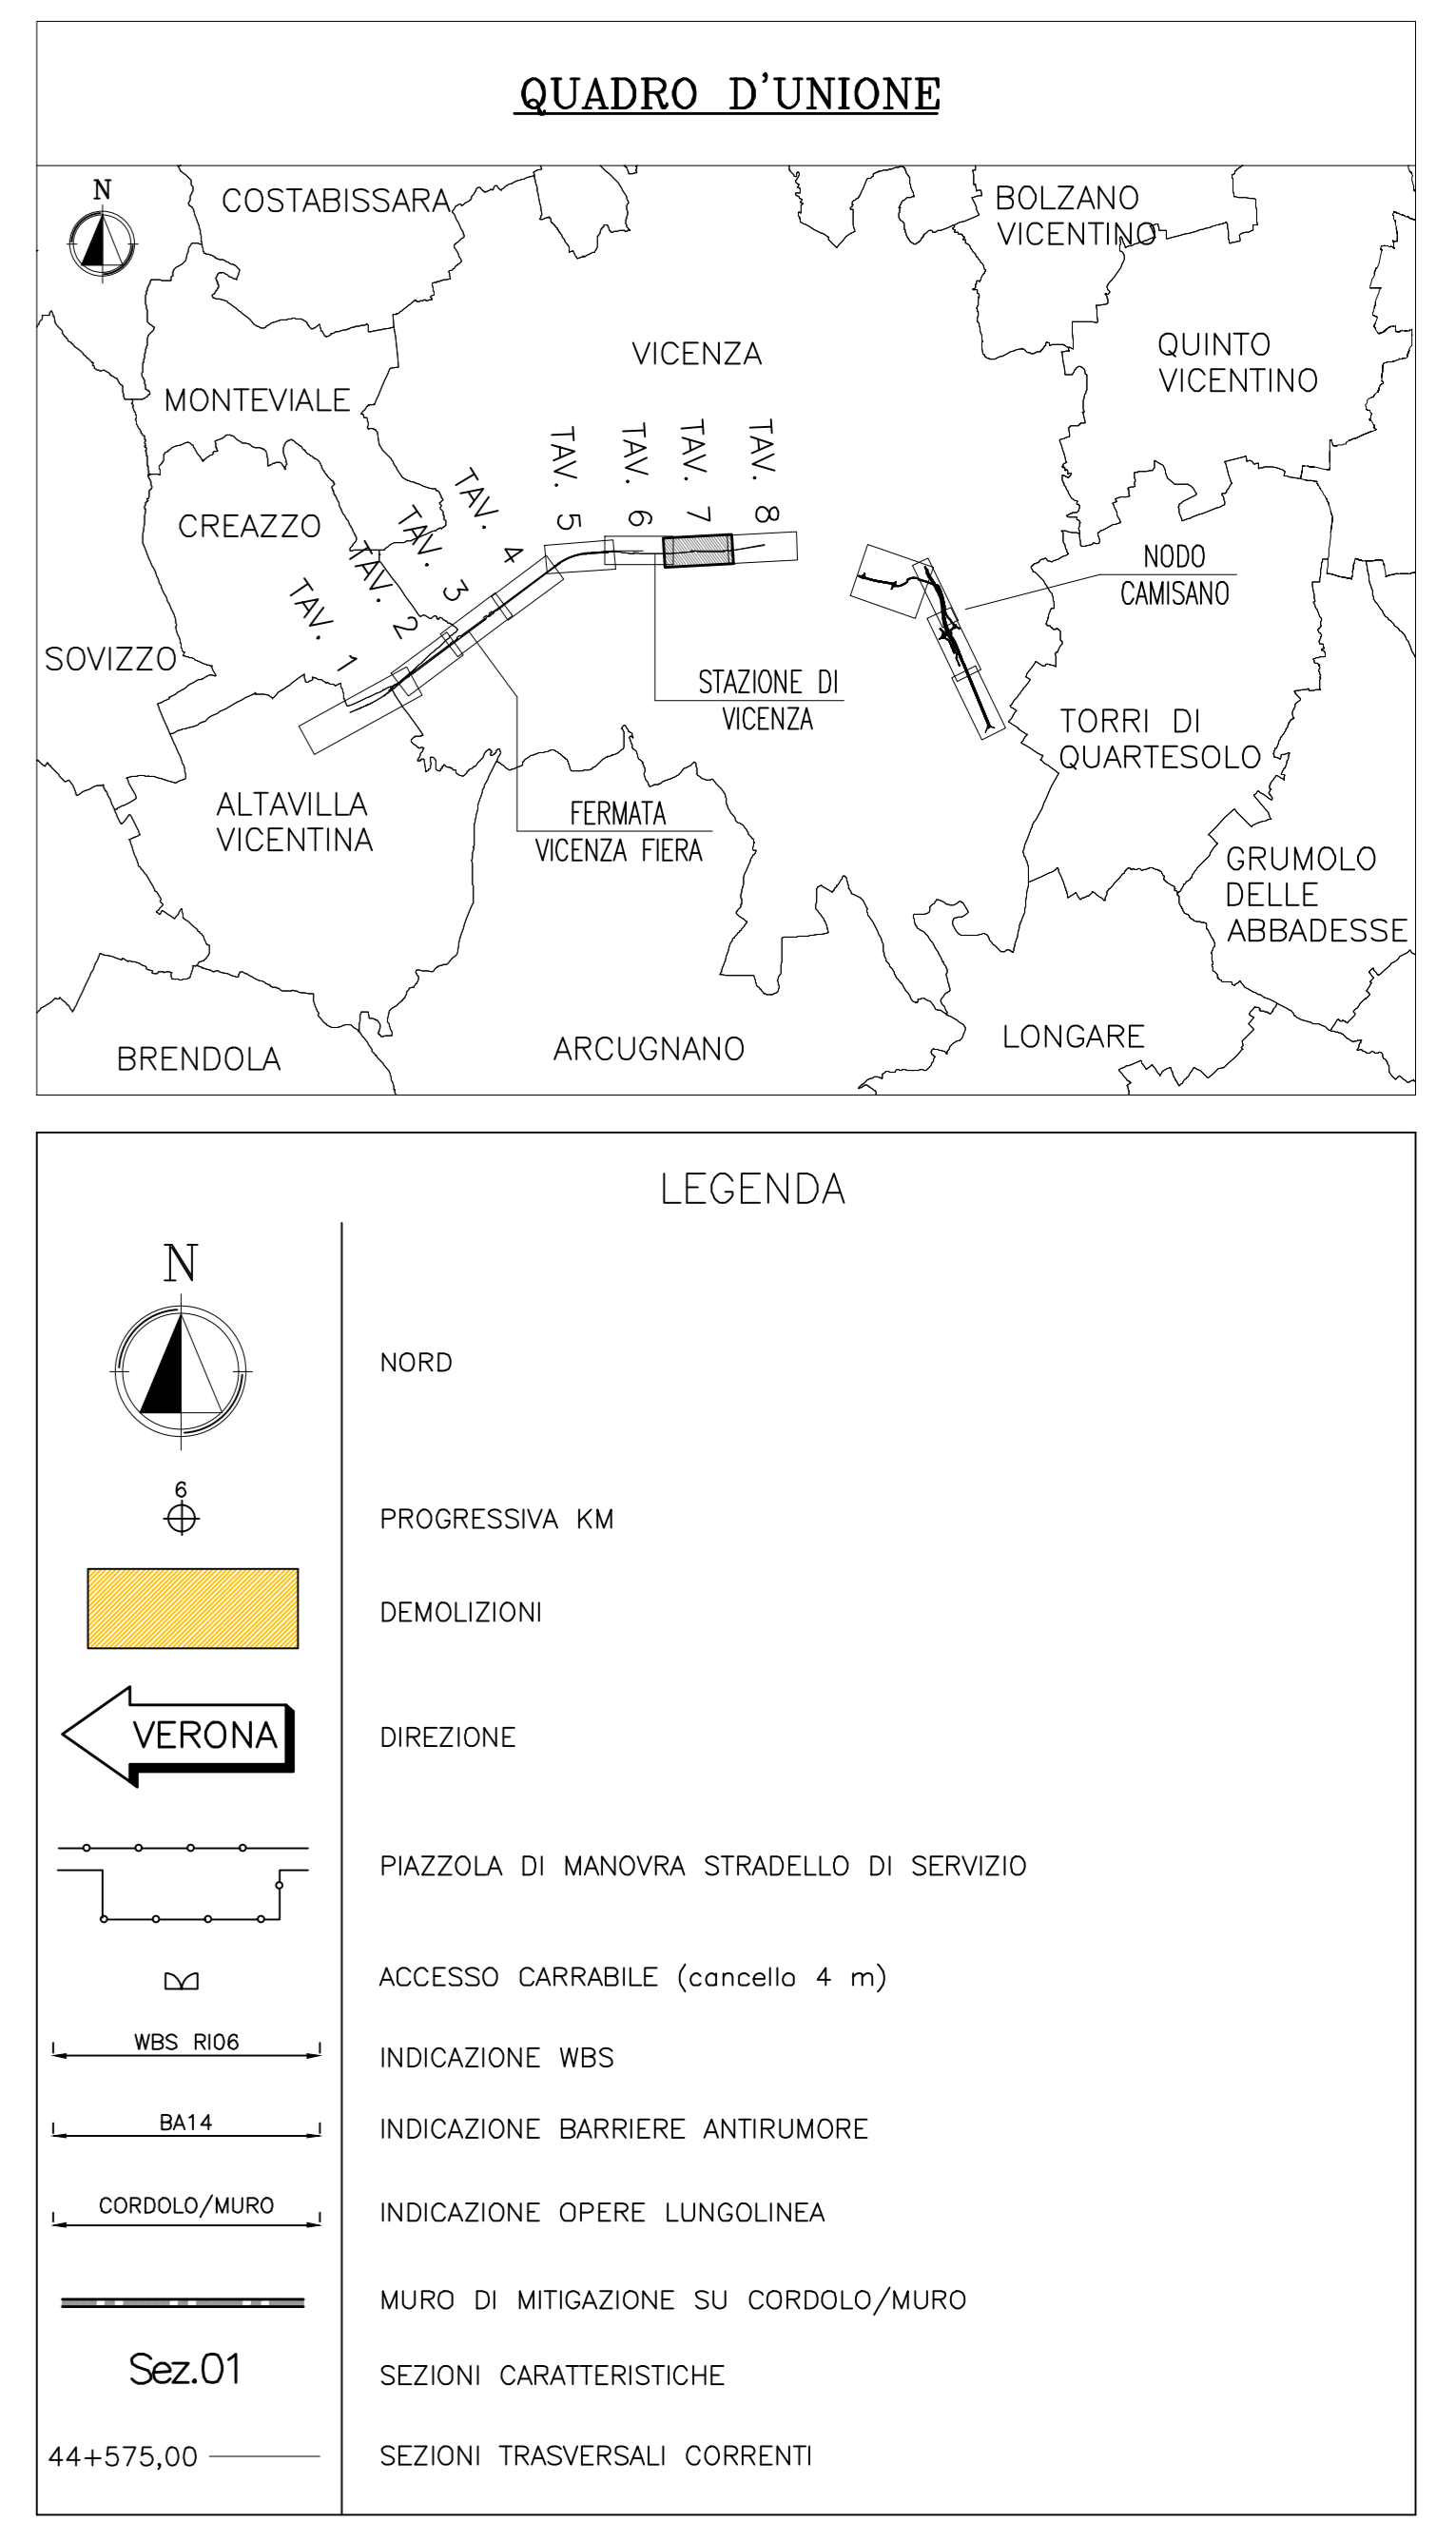 QUADRO D'UNIONE
N
COSTABISSARA
BOLZANO
VICENTINO
VICENZA
QUINTO
VICENTINO
MONTEVIALE
TAV. 1
TAV. 2
TAV. 3
TAV. 4
TAV. 5
TAV. 6
TAV. 7
TAV. 8
CREAZZO
NODO
CAMISANO
SOVIZZO
STAZIONE DI
VICENZA
TORRI DI
QUARTESOLO
ALTAVILLA
VICENTINA
FERMATA
VICENZA FIERA
GRUMOLO
DELLE
ABBADESSE
BRENDOLA
ARCUGNANO
LONGARE
LEGENDA
N
NORD
6
PROGRESSIVA KM
DEMOLIZIONI
VERONA
DIREZIONE
PIAZZOLA DI MANOVRA STRADELLO DI SERVIZIO
ACCESSO CARRABILE (cancello 4 m)
WBS RI06
INDICAZIONE WBS
BA14
INDICAZIONE BARRIERE ANTIRUMORE
CORDOLO/MURO
INDICAZIONE OPERE LUNGOLINEA
MURO DI MITIGAZIONE SU CORDOLO/MURO
Sez.01
SEZIONI CARATTERISTICHE
44+575,00
SEZIONI TRASVERSALI CORRENTI